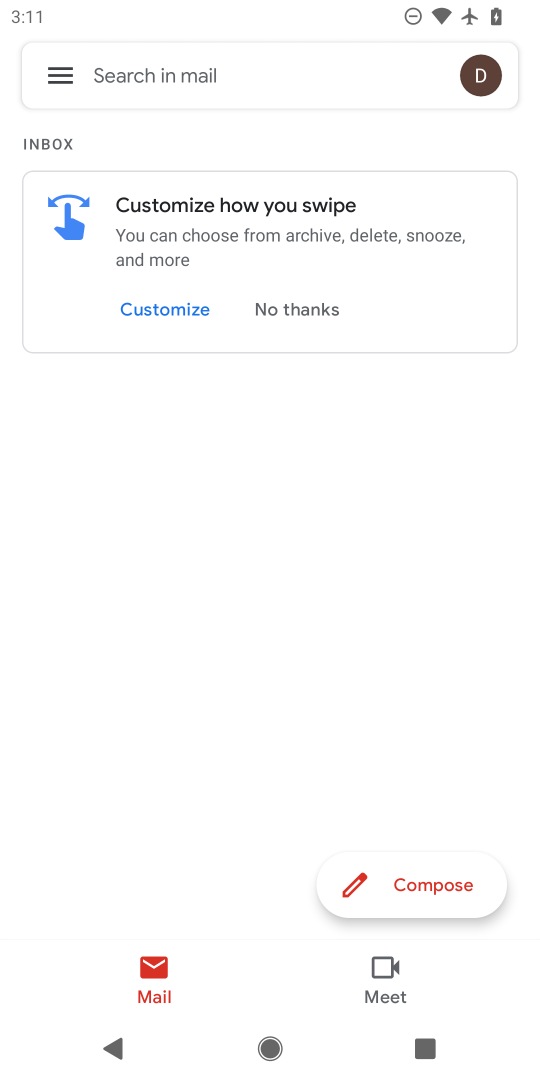 3:11
Search in mail
D
INBOX
Customize how you swipe
You can choose from archive, delete, snooze,
and more
Customize No thanks
Compose
Mail Meet